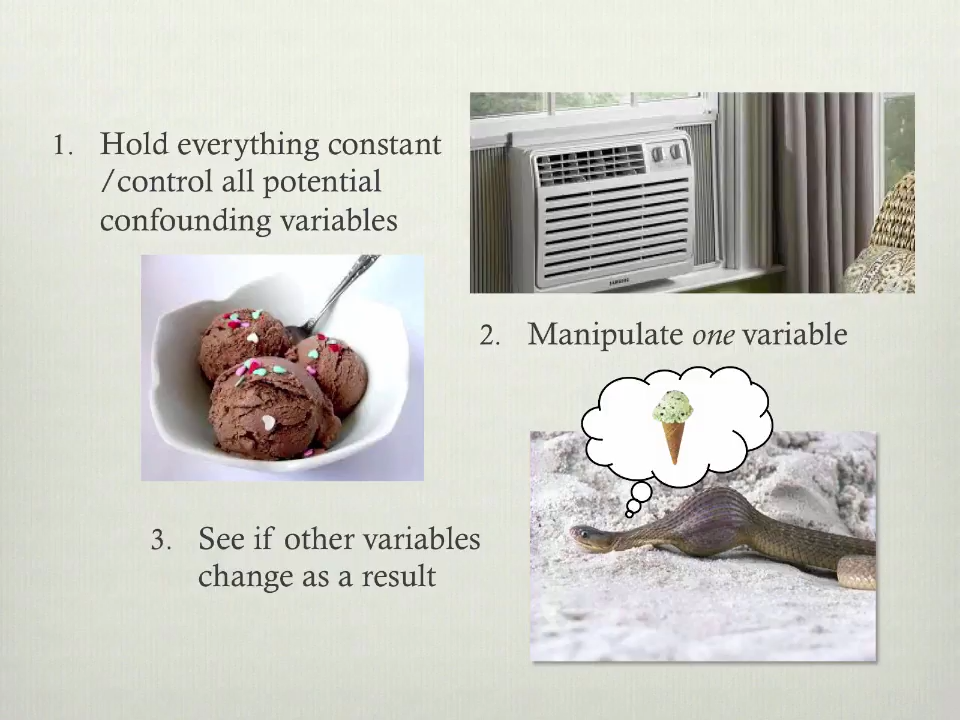 1. Hold everything constant
/control all potential
confounding variables
2. Manipulate one variable
3. See if other variables
change as a result